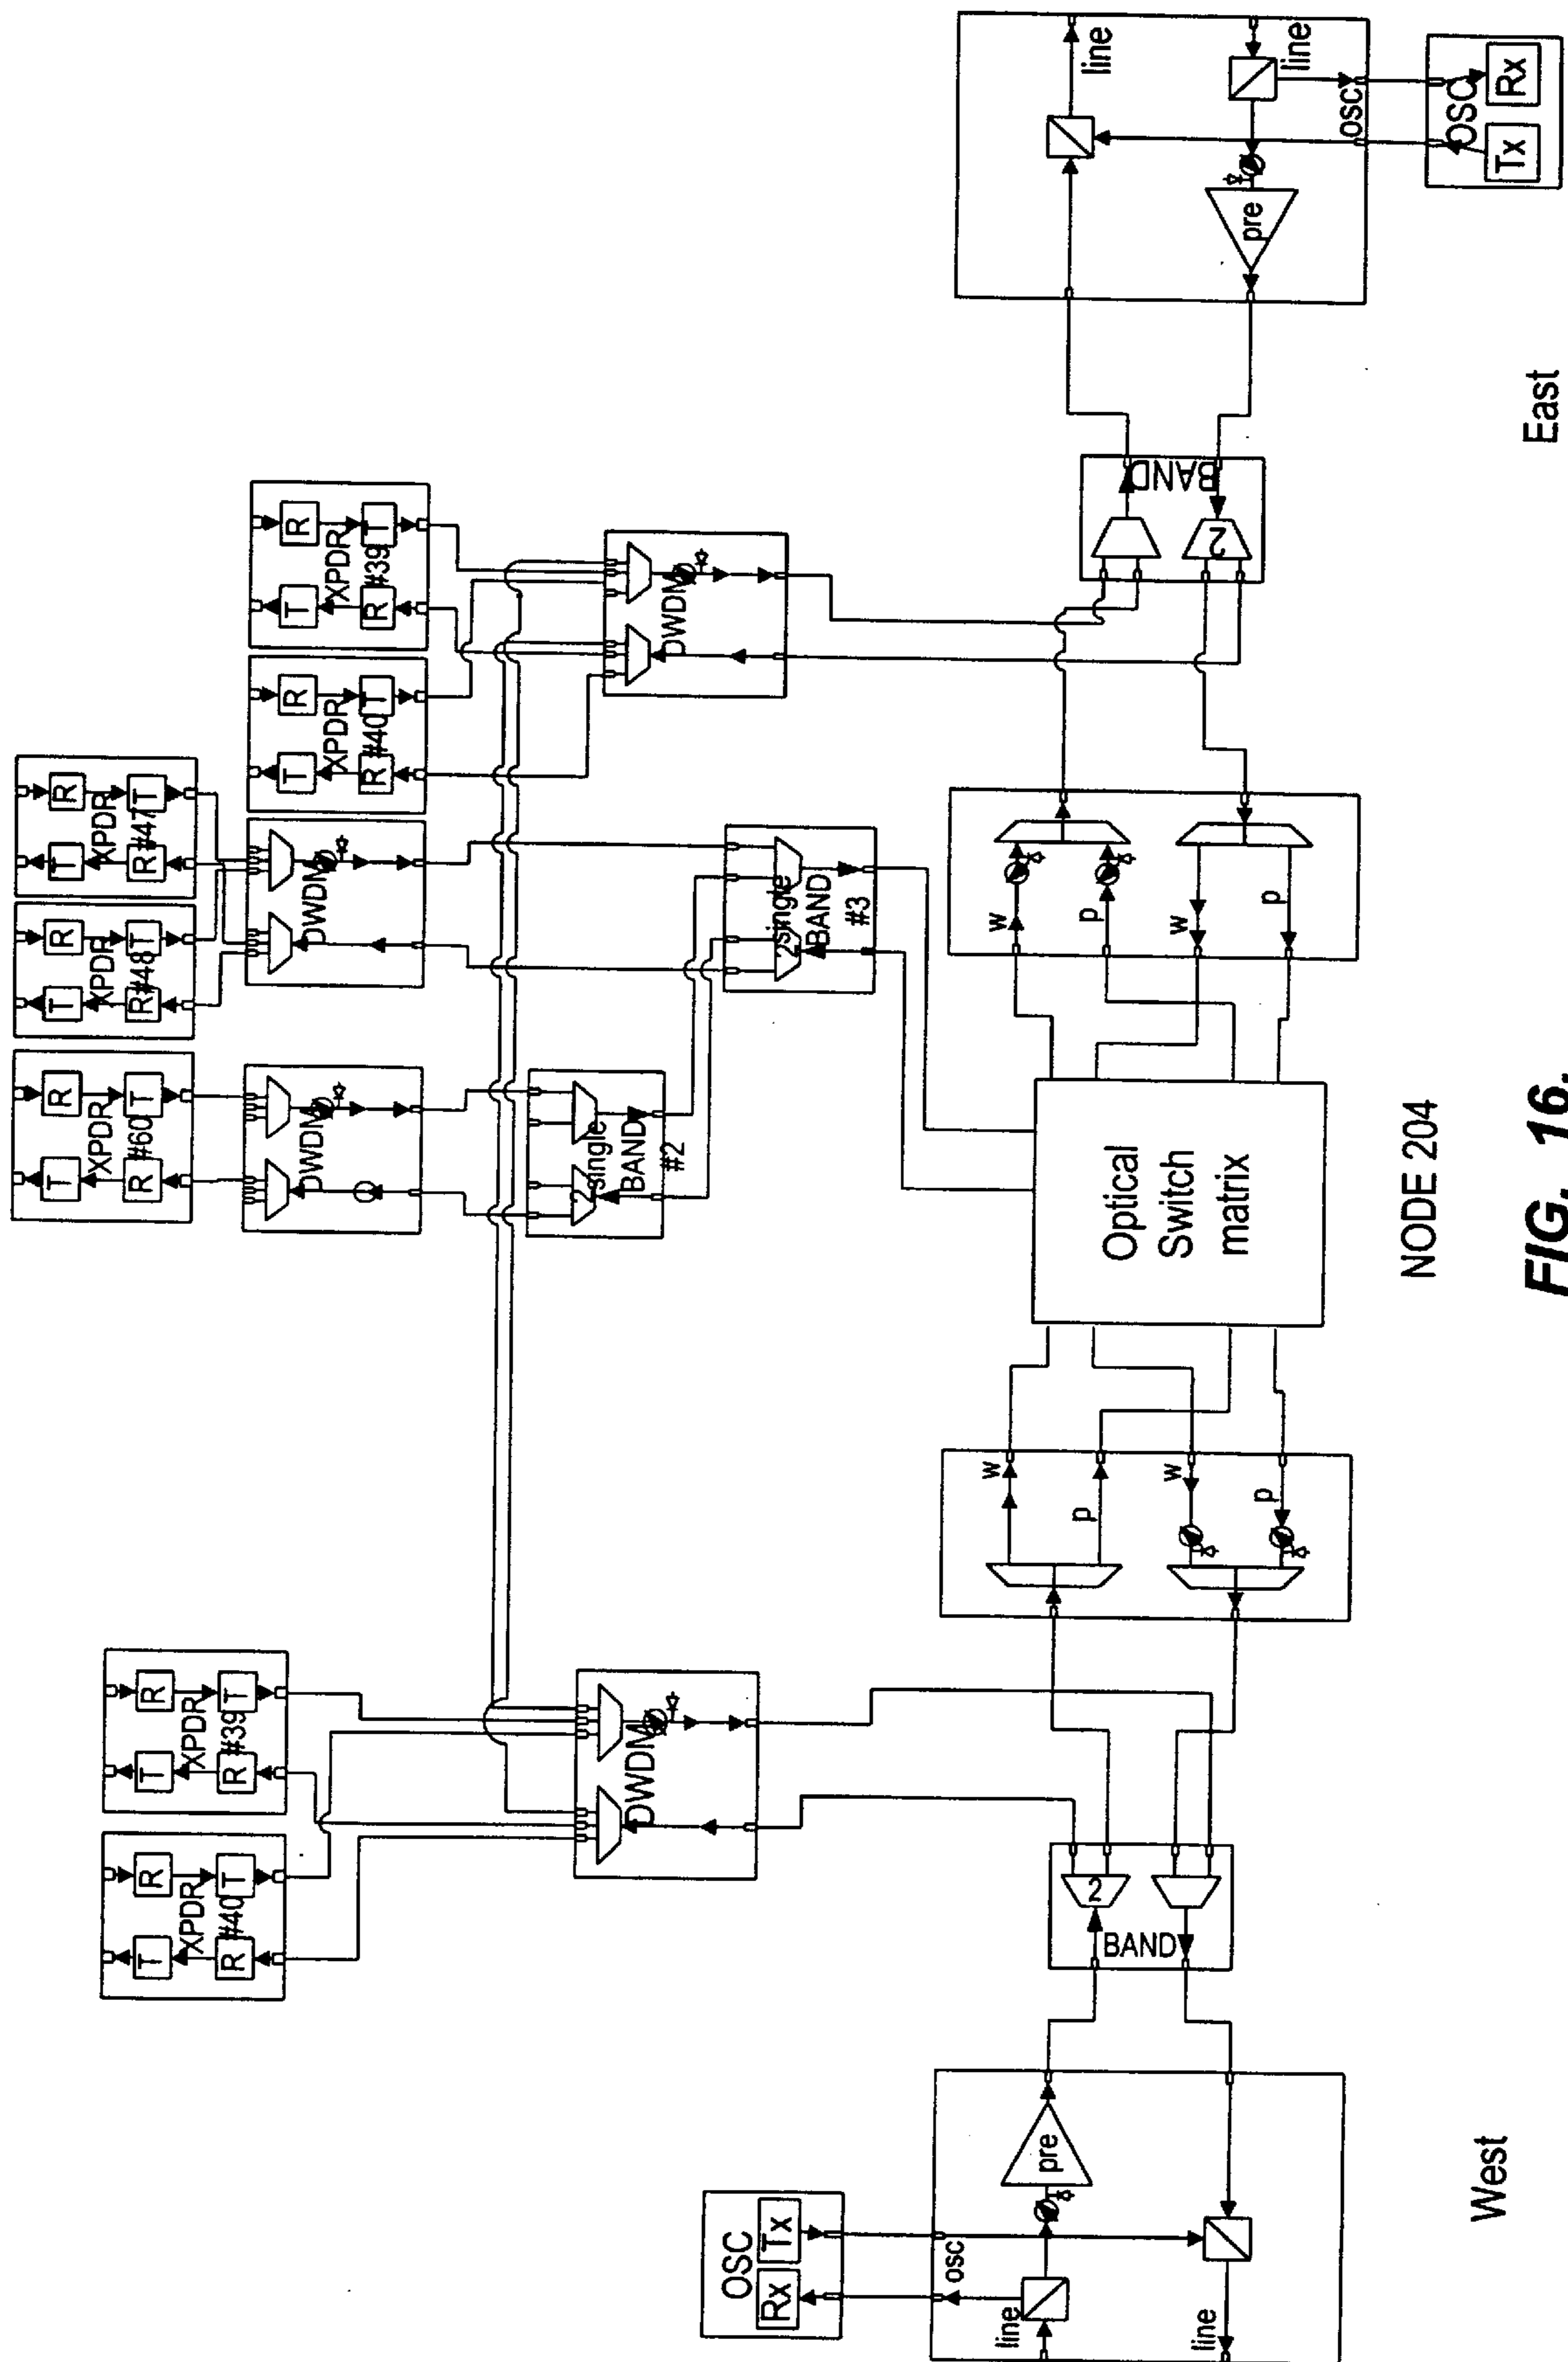 XPDR
#40
T
R
R
T
XPDR
#39
T
R
R
T
XPDR
#60
T
R
R
T
XPDR
#48
T
R
R
T
XPDR
#47
T
R
R
T
XPDR
#40
T
R
R
T
XPDR
#39
T
R
R
T
DWDM
DWDM
DWDM
DWDM
2
single
BAND
#2
2
single
BAND
#3
OSC
Rx
Tx
osc
line
pre
line
2
BAND
w
p
w
p
Optical
Switch
matrix
w
p
w
p
BAND
2
line
line
pre
osc
OSC
Tx
Rx
West
NODE 204
East
FIG. 16.